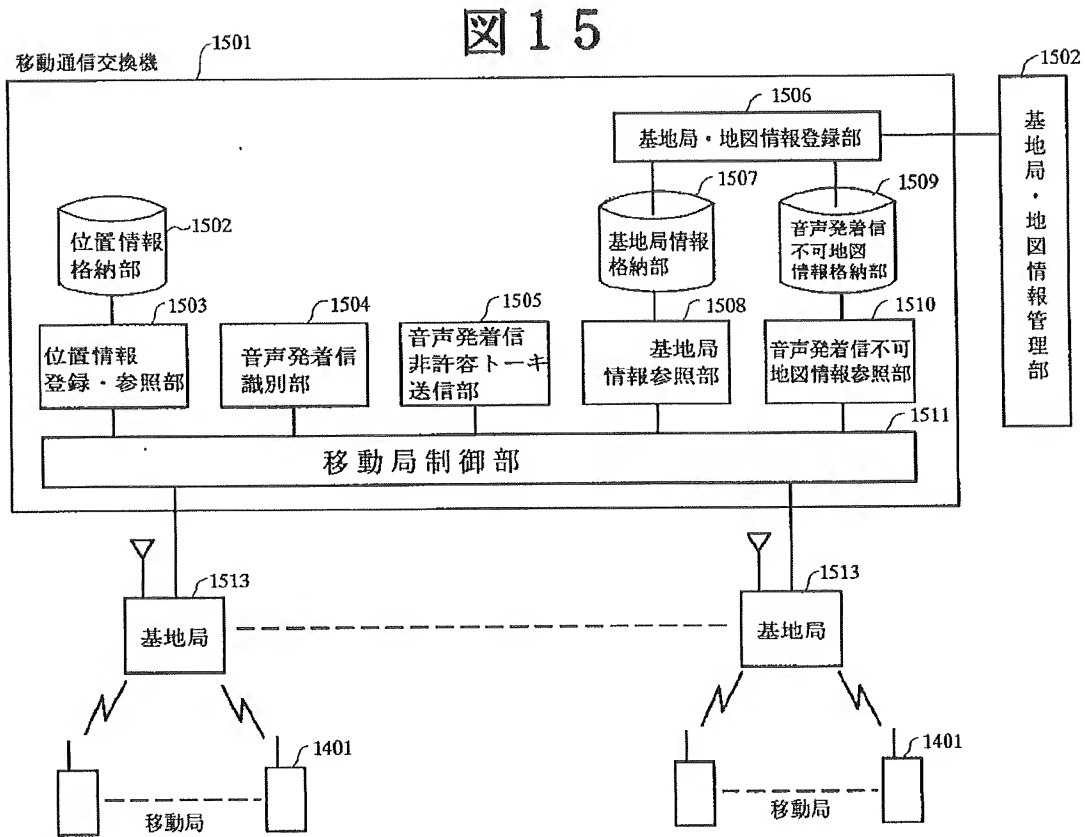 図15
移動通信交換機
1501
1502
基地局・地図情報管理部
1506
基地局・地図情報登録部
1502
位置情報
格納部
1507
基地局情報
格納部
1509
音声発着信
不可地図
情報格納部
1503
位置情報
登録・参照部
1504
音声発着信
識別部
1505
音声発着信
非許容トーキ
送信部
1508
基地局
情報参照部
1510
音声発着信不可
地図情報参照部
1511
移動局制御部
1513
基地局
1513
基地局
1401
移動局
1401
移動局